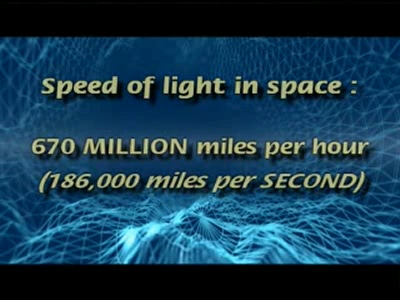 Speed of light in space :
670 MILLION miles per hour
(186,000 miles per SECOND)